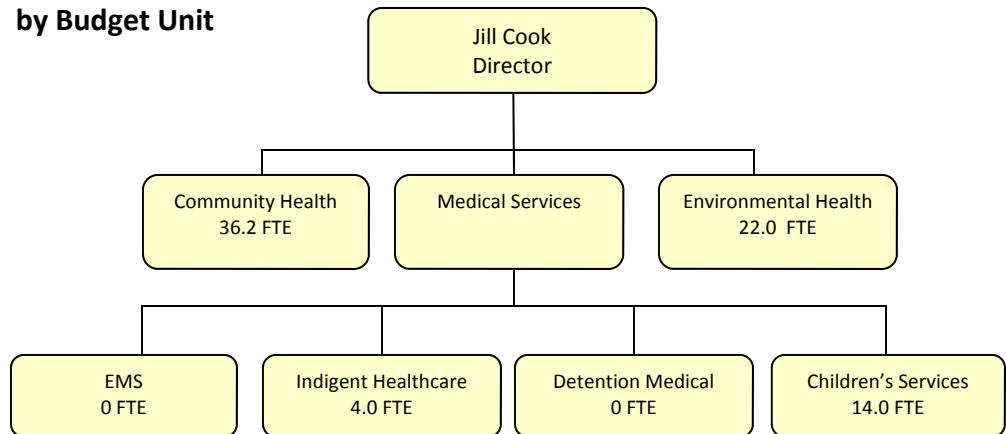 by Budget Unit
Jill Cook
Director
Community Health
36.2 FTE
Medical Services
Environmental Health
22.0 FTE
EMS
0 FTE
Indigent Healthcare
4.0 FTE
Detention Medical
0 FTE
Children’s Services
14.0 FTE